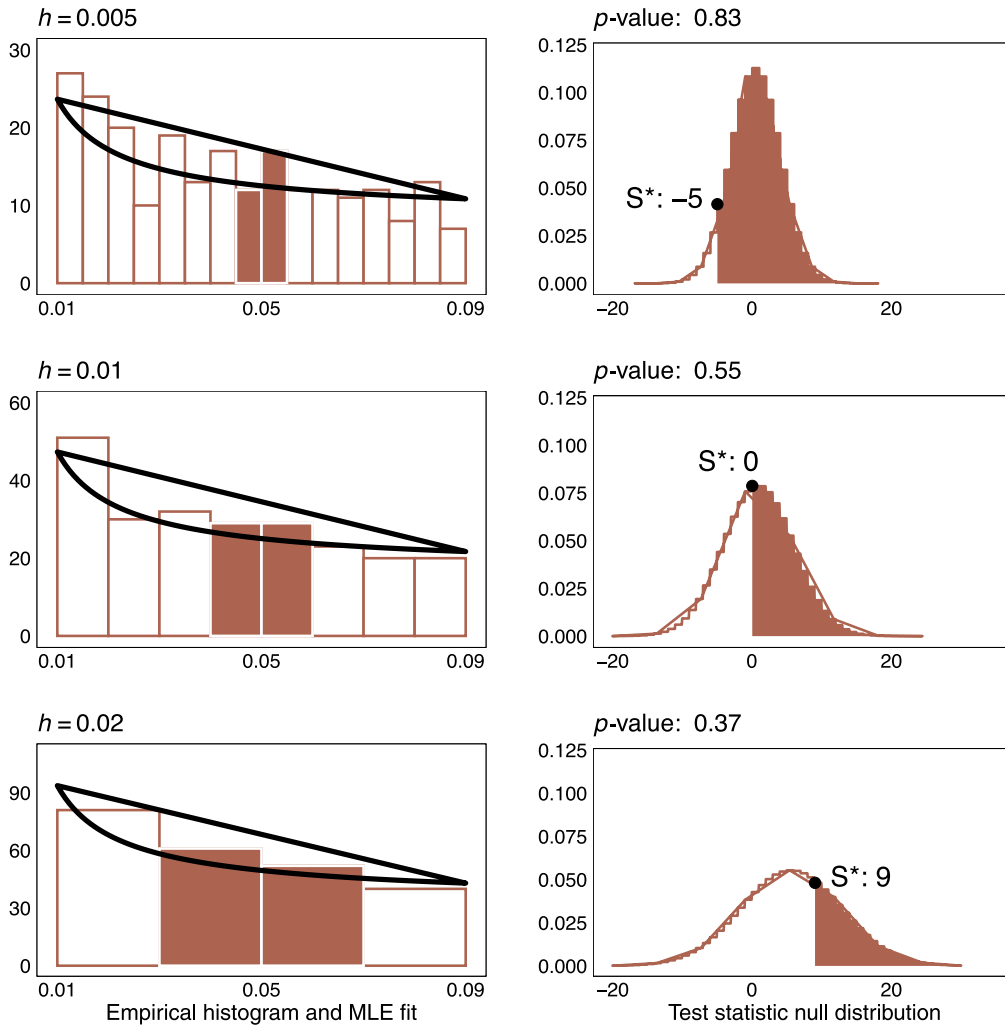 h = 0.005
30
20
10
0
0.01 0.05 0.09
p-value: 0.83
0.125
0.100
0.075
0.050
0.025
0.000
S*: −5
−20 0 20
h = 0.01
60
40
20
0
0.01 0.05 0.09
p-value: 0.55
0.125
0.100
0.075
0.050
0.025
0.000
S*: 0
−20 0 20
h = 0.02
90
60
30
0
0.01 0.05 0.09
Empirical histogram and MLE fit
p-value: 0.37
0.125
0.100
0.075
0.050
0.025
0.000
S*: 9
−20 0 20
Test statistic null distribution